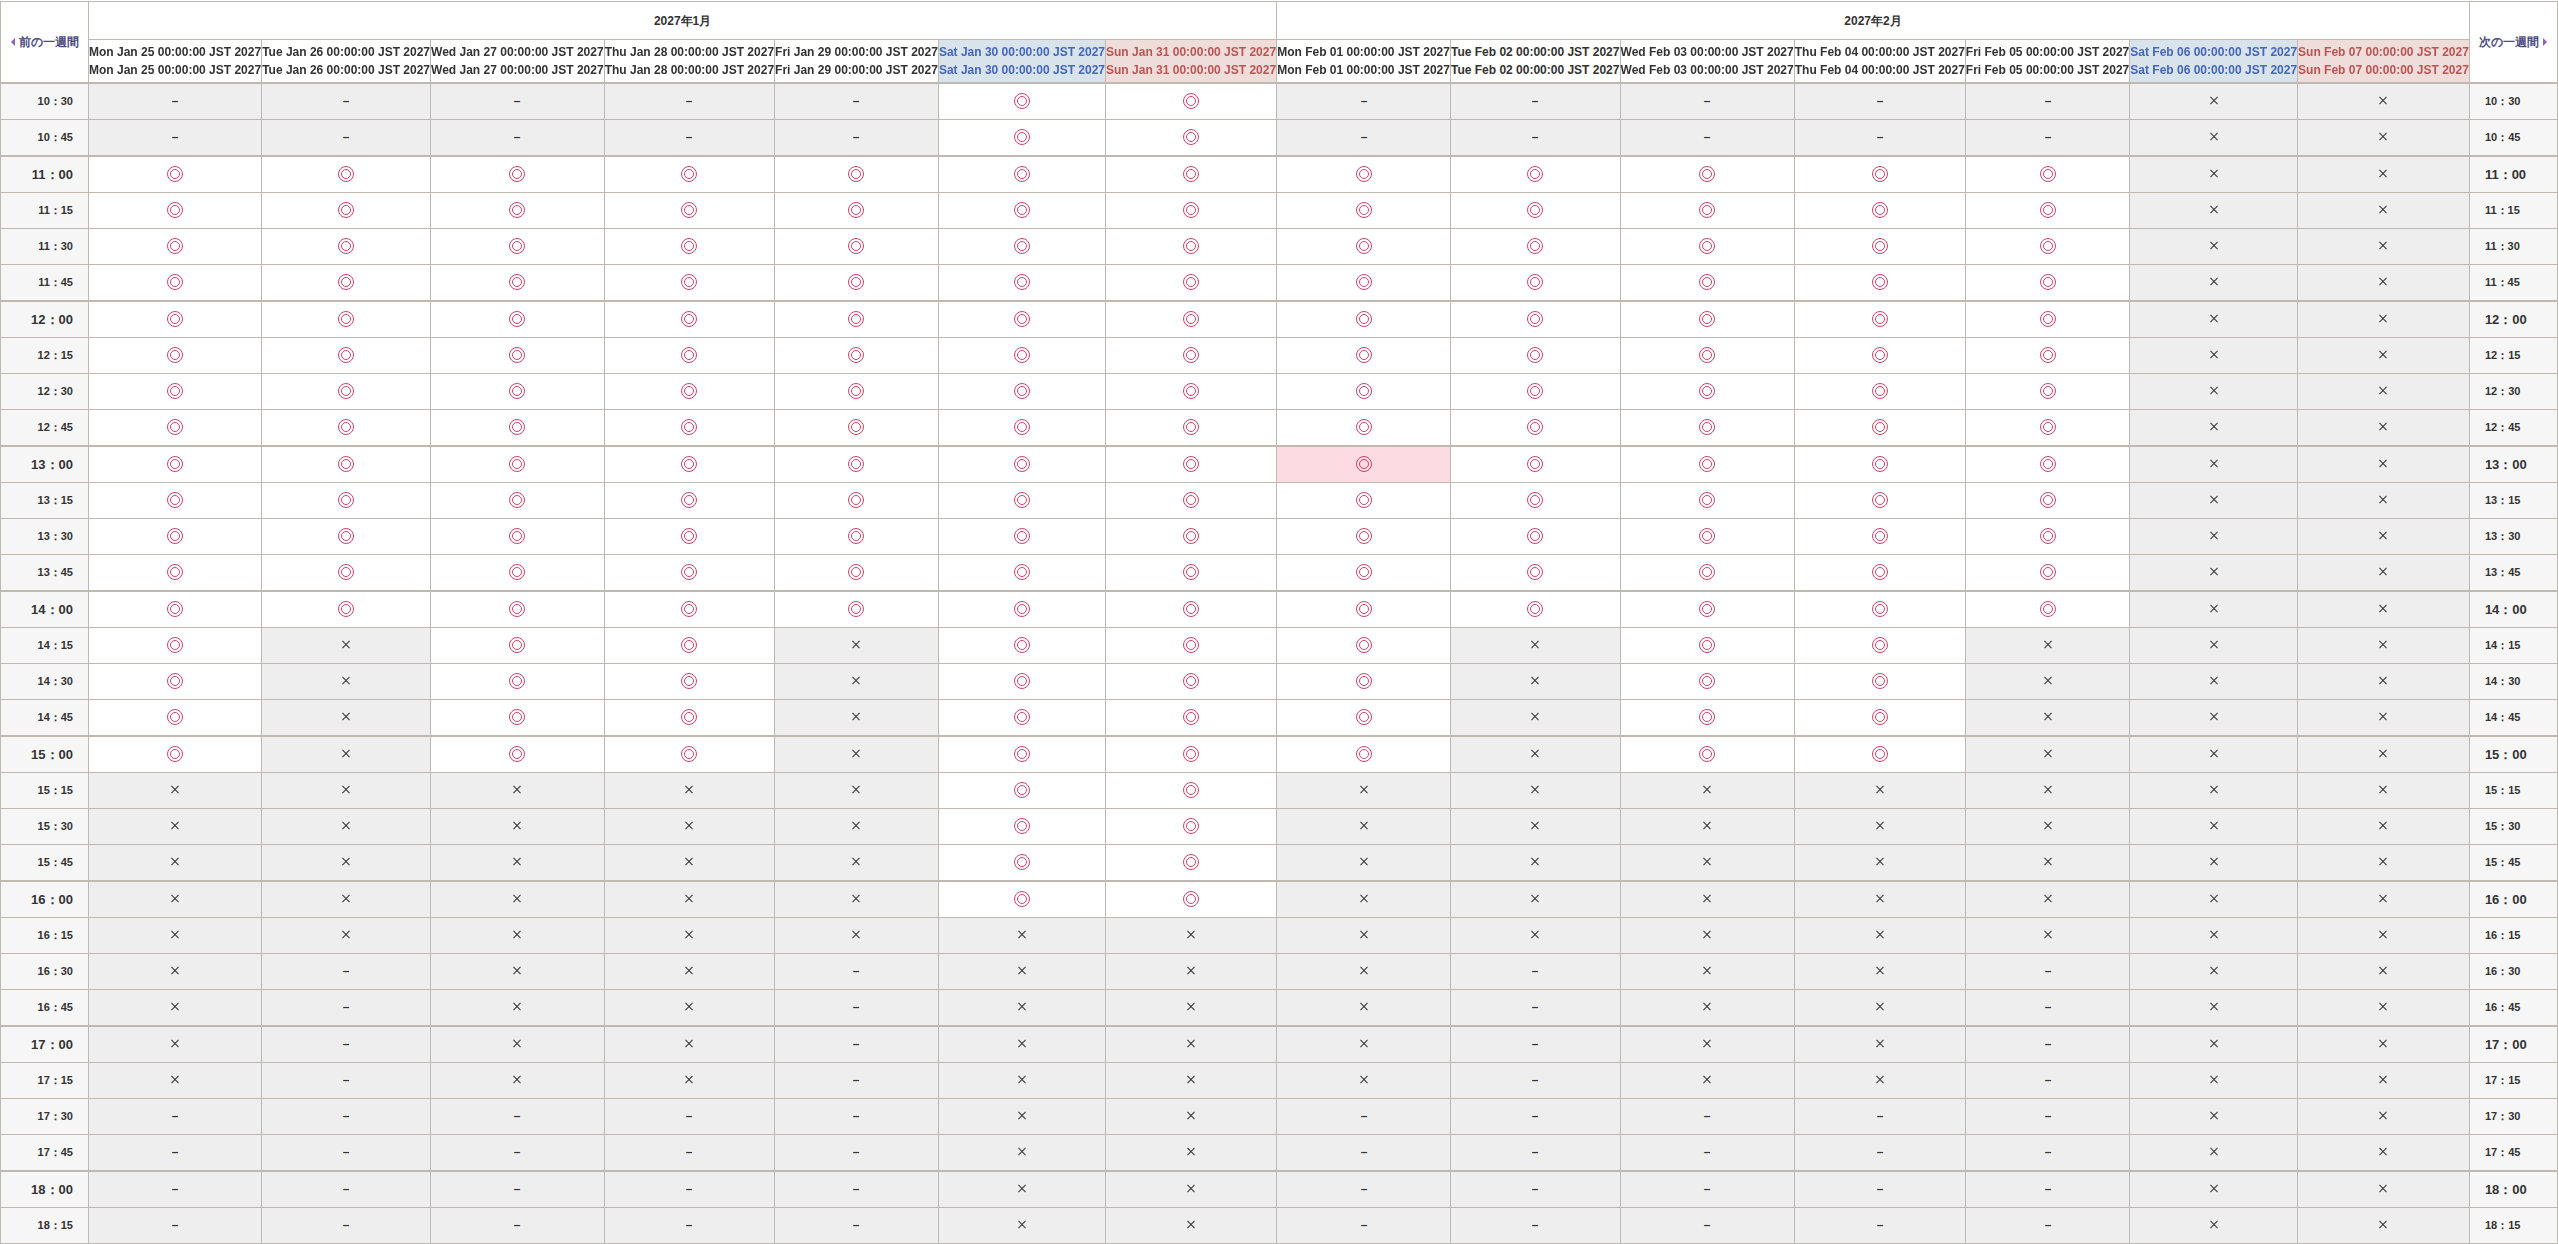 前の一週間 2027年1月 2027年2月 次の一週間
Mon Jan 25 00:00:00 JST 2027 Tue Jan 26 00:00:00 JST 2027 Wed Jan 27 00:00:00 JST 2027 Thu Jan 28 00:00:00 JST 2027 Fri Jan 29 00:00:00 JST 2027 Sat Jan 30 00:00:00 JST 2027 Sun Jan 31 00:00:00 JST 2027 Mon Feb 01 00:00:00 JST 2027 Tue Feb 02 00:00:00 JST 2027 Wed Feb 03 00:00:00 JST 2027 Thu Feb 04 00:00:00 JST 2027 Fri Feb 05 00:00:00 JST 2027 Sat Feb 06 00:00:00 JST 2027 Sun Feb 07 00:00:00 JST 2027
Mon Jan 25 00:00:00 JST 2027 Tue Jan 26 00:00:00 JST 2027 Wed Jan 27 00:00:00 JST 2027 Thu Jan 28 00:00:00 JST 2027 Fri Jan 29 00:00:00 JST 2027 Sat Jan 30 00:00:00 JST 2027 Sun Jan 31 00:00:00 JST 2027 Mon Feb 01 00:00:00 JST 2027 Tue Feb 02 00:00:00 JST 2027 Wed Feb 03 00:00:00 JST 2027 Thu Feb 04 00:00:00 JST 2027 Fri Feb 05 00:00:00 JST 2027 Sat Feb 06 00:00:00 JST 2027 Sun Feb 07 00:00:00 JST 2027
10：30 – – – – – ◎ ◎ – – – – – × × 10：30
10：45 – – – – – ◎ ◎ – – – – – × × 10：45
11：00 ◎ ◎ ◎ ◎ ◎ ◎ ◎ ◎ ◎ ◎ ◎ ◎ × × 11：00
11：15 ◎ ◎ ◎ ◎ ◎ ◎ ◎ ◎ ◎ ◎ ◎ ◎ × × 11：15
11：30 ◎ ◎ ◎ ◎ ◎ ◎ ◎ ◎ ◎ ◎ ◎ ◎ × × 11：30
11：45 ◎ ◎ ◎ ◎ ◎ ◎ ◎ ◎ ◎ ◎ ◎ ◎ × × 11：45
12：00 ◎ ◎ ◎ ◎ ◎ ◎ ◎ ◎ ◎ ◎ ◎ ◎ × × 12：00
12：15 ◎ ◎ ◎ ◎ ◎ ◎ ◎ ◎ ◎ ◎ ◎ ◎ × × 12：15
12：30 ◎ ◎ ◎ ◎ ◎ ◎ ◎ ◎ ◎ ◎ ◎ ◎ × × 12：30
12：45 ◎ ◎ ◎ ◎ ◎ ◎ ◎ ◎ ◎ ◎ ◎ ◎ × × 12：45
13：00 ◎ ◎ ◎ ◎ ◎ ◎ ◎ ◎ ◎ ◎ ◎ ◎ × × 13：00
13：15 ◎ ◎ ◎ ◎ ◎ ◎ ◎ ◎ ◎ ◎ ◎ ◎ × × 13：15
13：30 ◎ ◎ ◎ ◎ ◎ ◎ ◎ ◎ ◎ ◎ ◎ ◎ × × 13：30
13：45 ◎ ◎ ◎ ◎ ◎ ◎ ◎ ◎ ◎ ◎ ◎ ◎ × × 13：45
14：00 ◎ ◎ ◎ ◎ ◎ ◎ ◎ ◎ ◎ ◎ ◎ ◎ × × 14：00
14：15 ◎ × ◎ ◎ × ◎ ◎ ◎ × ◎ ◎ × × × 14：15
14：30 ◎ × ◎ ◎ × ◎ ◎ ◎ × ◎ ◎ × × × 14：30
14：45 ◎ × ◎ ◎ × ◎ ◎ ◎ × ◎ ◎ × × × 14：45
15：00 ◎ × ◎ ◎ × ◎ ◎ ◎ × ◎ ◎ × × × 15：00
15：15 × × × × × ◎ ◎ × × × × × × × 15：15
15：30 × × × × × ◎ ◎ × × × × × × × 15：30
15：45 × × × × × ◎ ◎ × × × × × × × 15：45
16：00 × × × × × ◎ ◎ × × × × × × × 16：00
16：15 × × × × × × × × × × × × × × 16：15
16：30 × – × × – × × × – × × – × × 16：30
16：45 × – × × – × × × – × × – × × 16：45
17：00 × – × × – × × × – × × – × × 17：00
17：15 × – × × – × × × – × × – × × 17：15
17：30 – – – – – × × – – – – – × × 17：30
17：45 – – – – – × × – – – – – × × 17：45
18：00 – – – – – × × – – – – – × × 18：00
18：15 – – – – – × × – – – – – × × 18：15